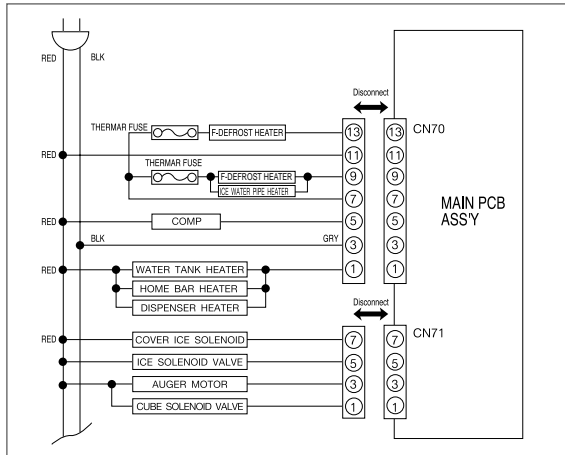 RED BLK
Disconnect
THERMAR FUSE F-DEFROST HEATER 13 13 CN70
RED 11 11
THERMAR FUSE
F-DEFROST HEATER 9 9
ICE WATER PIPE HEATER
7 7
MAIN PCB
ASS'Y
RED COMP 5 5
BLK GRY 3 3
RED WATER TANK HEATER 1 1
HOME BAR HEATER
DISPENSER HEATER
Disconnect
RED COVER ICE SOLENOID 7 7 CN71
ICE SOLENOID VALVE 5 5
AUGER MOTOR 3 3
CUBE SOLENOID VALVE 1 1